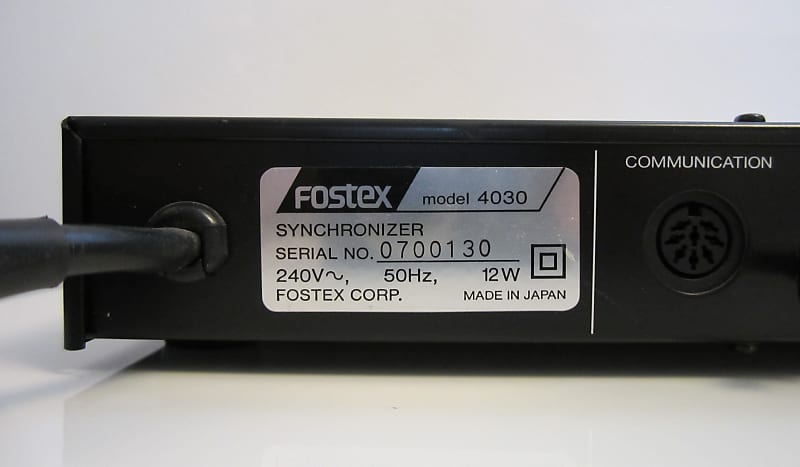 Fostex model 4030
SYNCHRONIZER
SERIAL NO. 0700130
240V～, 50Hz, 12W
FOSTEX CORP. MADE IN JAPAN
COMMUNICATION